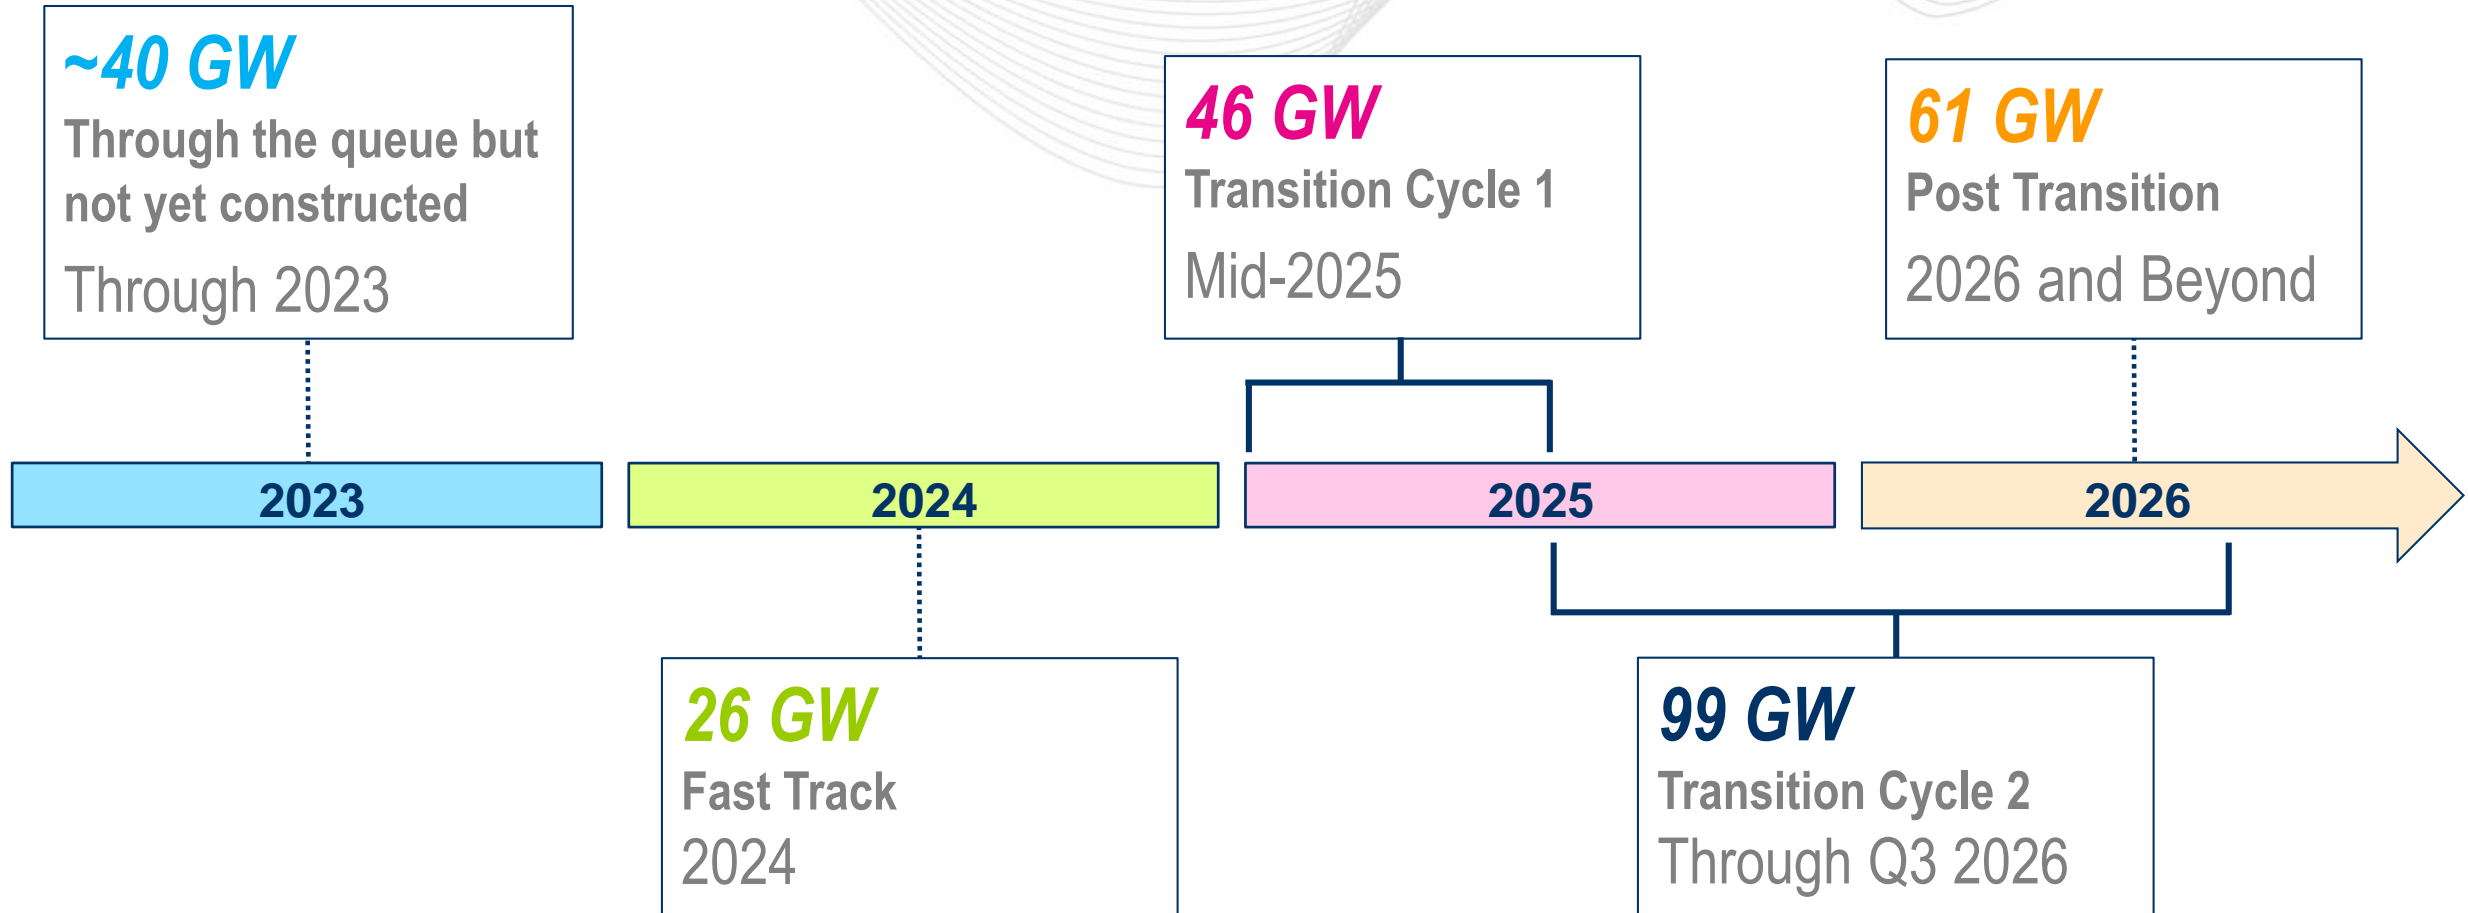 ~40 GW
Through the queue but
not yet constructed
Through 2023
46 GW
Transition Cycle 1
Mid-2025
61 GW
Post Transition
2026 and Beyond
2023
2024
2025
2026
26 GW
Fast Track
2024
99 GW
Transition Cycle 2
Through Q3 2026